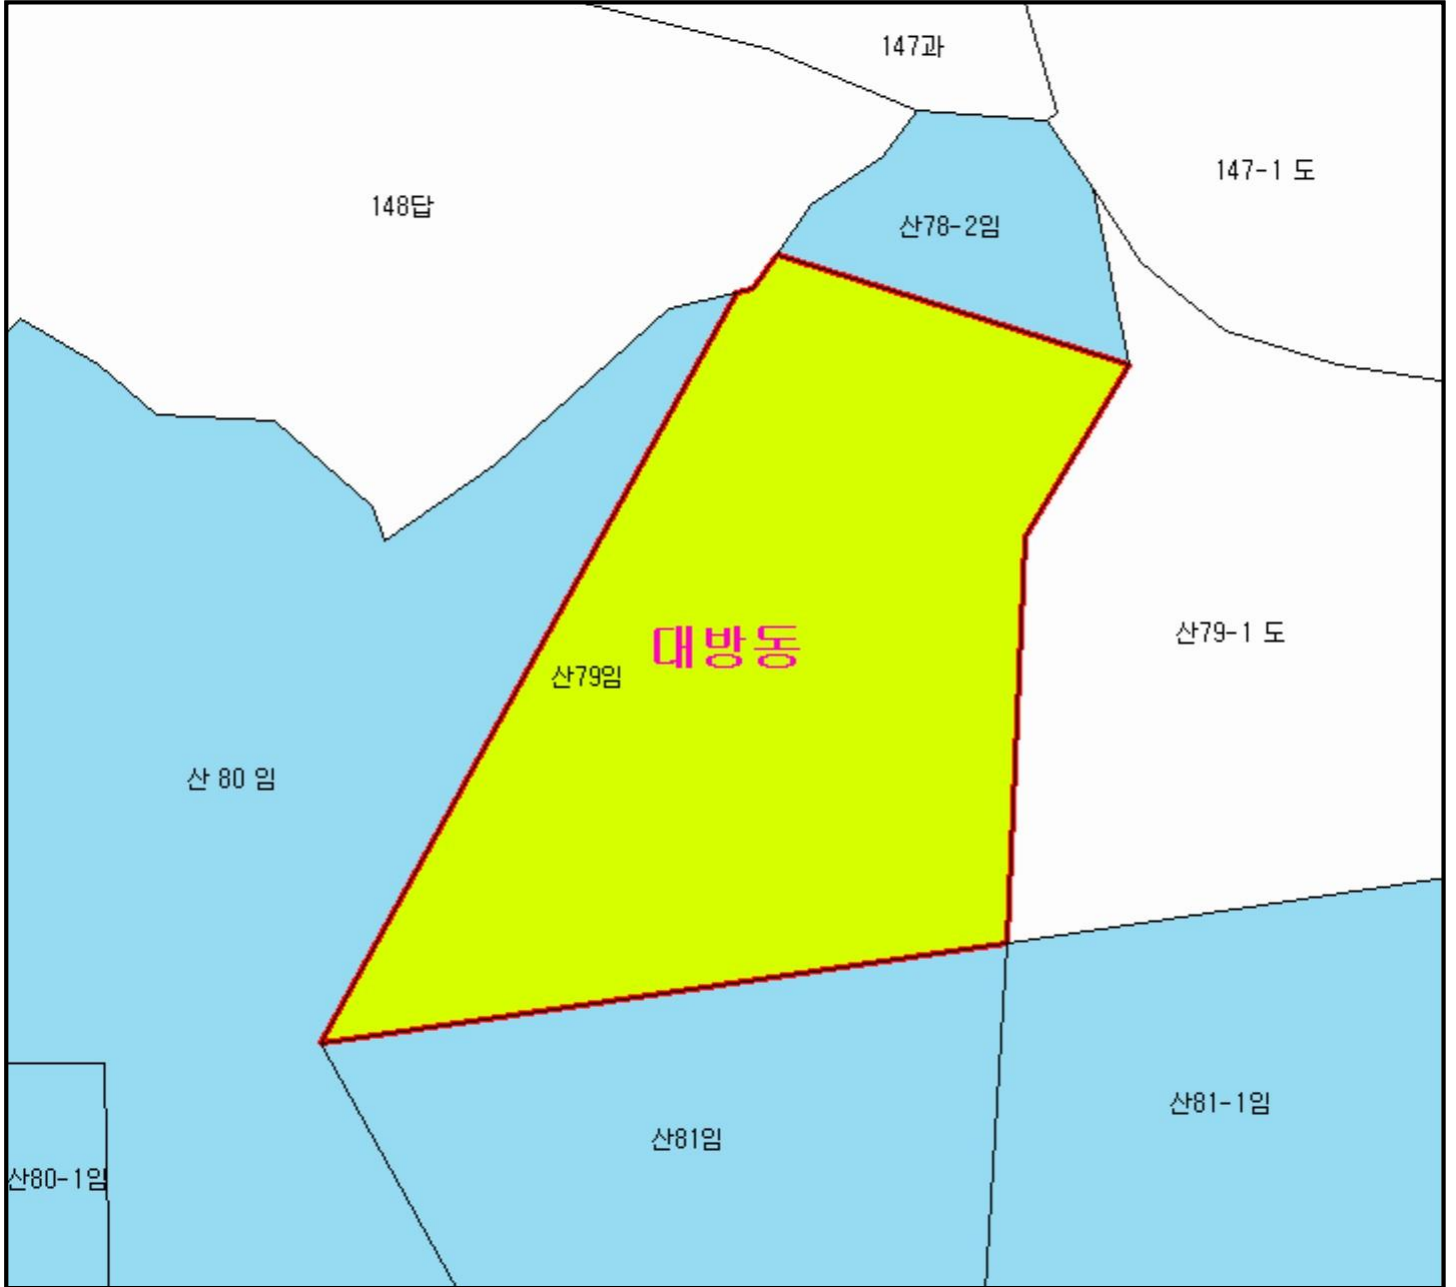 147과
147-1 도
148답
산78-2임
대방동
산79-1 도
산79임
산 80 임
산81-1임
산81임
산80-1임